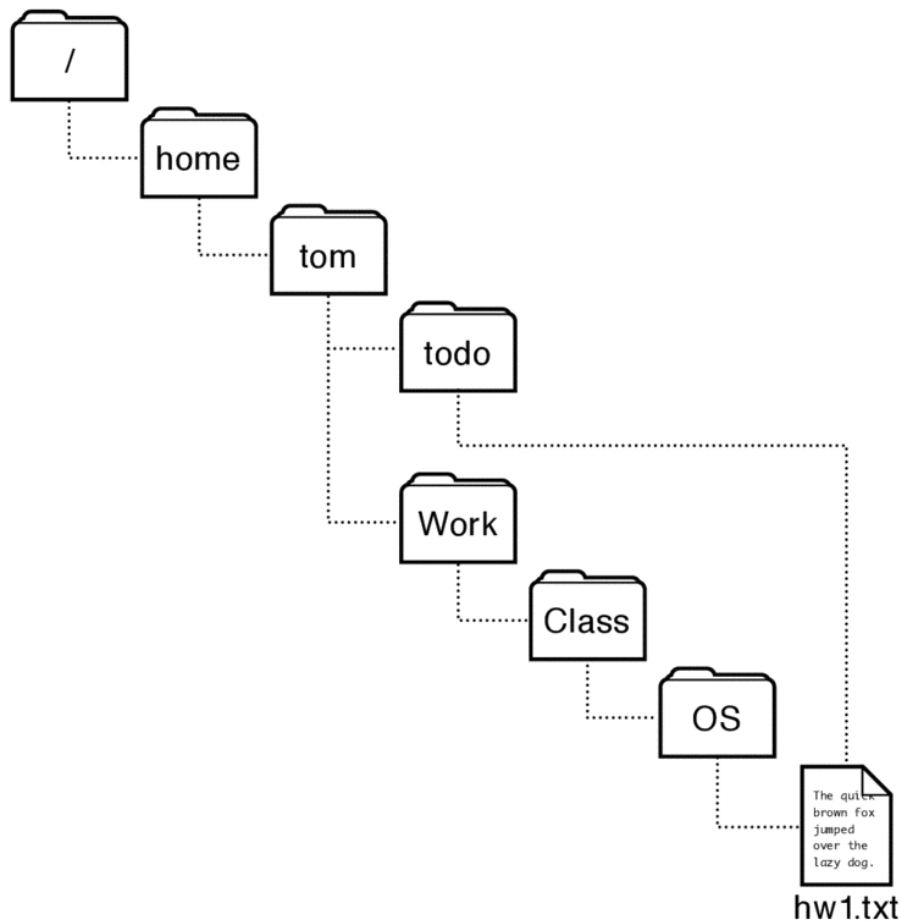 /
home
tom
todo
Work
Class
OS
The quick
brown fox
jumped
over the
lazy dog.
hw1.txt